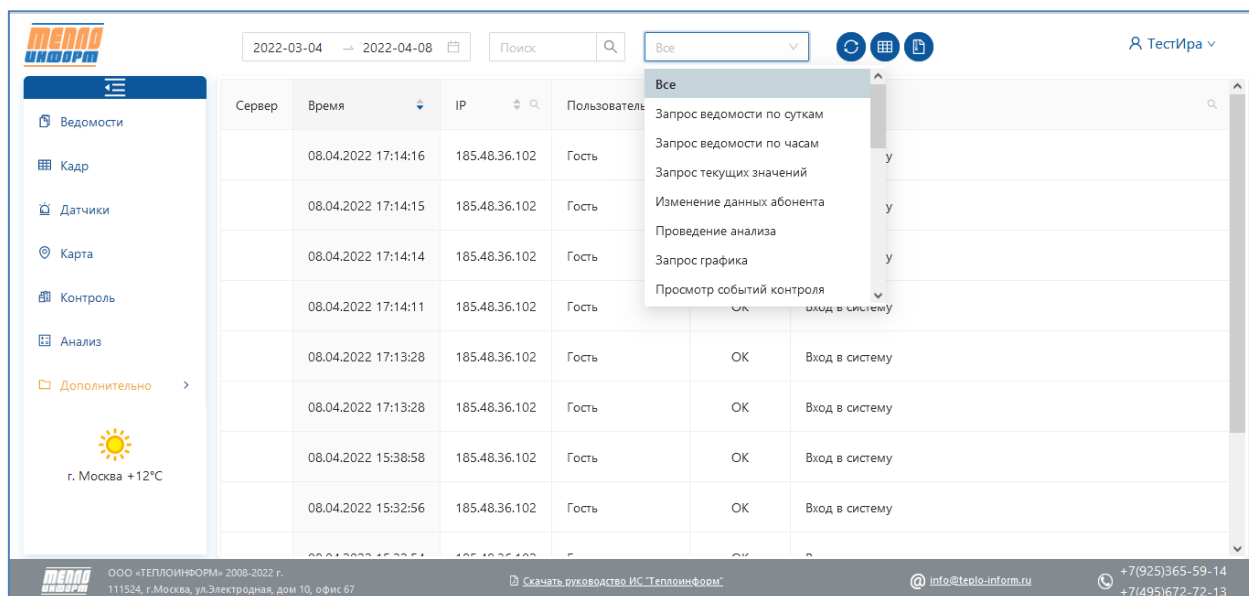 ТЕПЛО
ИНФОРМ
2022-03-04 → 2022-04-08
Поиск
Все
ТестИра
Ведомости
Кадр
Датчики
Карта
Контроль
Анализ
Дополнительно
г. Москва +12°C
Сервер Время IP Пользователь
Все
Запрос ведомости по суткам
Запрос ведомости по часам
Запрос текущих значений
Изменение данных абонента
Проведение анализа
Запрос графика
Просмотр событий контроля
08.04.2022 17:14:16 185.48.36.102 Гость у
08.04.2022 17:14:15 185.48.36.102 Гость у
08.04.2022 17:14:14 185.48.36.102 Гость у
08.04.2022 17:14:11 185.48.36.102 Гость ОК Вход в систему
08.04.2022 17:13:28 185.48.36.102 Гость ОК Вход в систему
08.04.2022 17:13:28 185.48.36.102 Гость ОК Вход в систему
08.04.2022 15:38:58 185.48.36.102 Гость ОК Вход в систему
08.04.2022 15:32:56 185.48.36.102 Гость ОК Вход в систему
ТЕПЛО
ИНФОРМ
ООО «ТЕПЛОИНФОРМ» 2008-2022 г.
111524, г.Москва, ул.Электродная, дом 10, офис 67
Скачать руководство ИС "Теплоинформ"
info@teplo-inform.ru
+7(925)365-59-14
+7(495)672-72-13